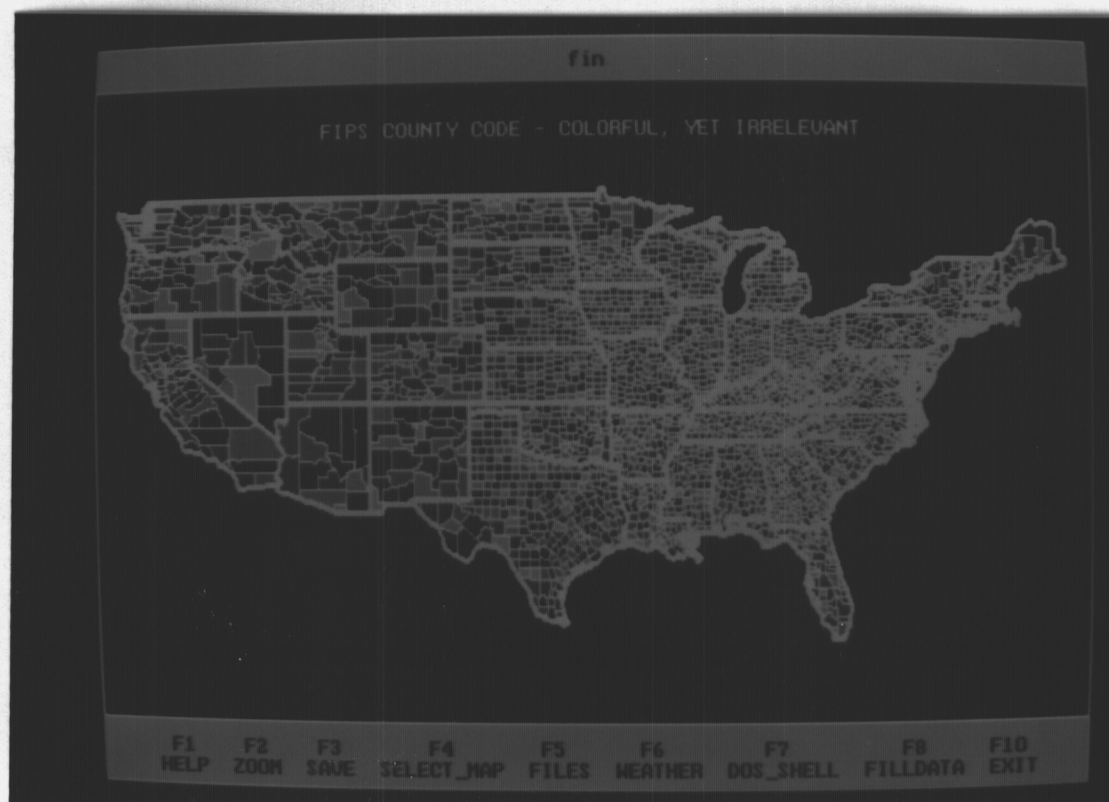 fin
FIPS COUNTY CODE - COLORFUL, YET IRRELEVANT
F1 F2 F3 F4 F5 F6 F7 F8 F10
HELP ZOOM SAVE SELECT_MAP FILES WEATHER DOS_SHELL FILLDATA EXIT